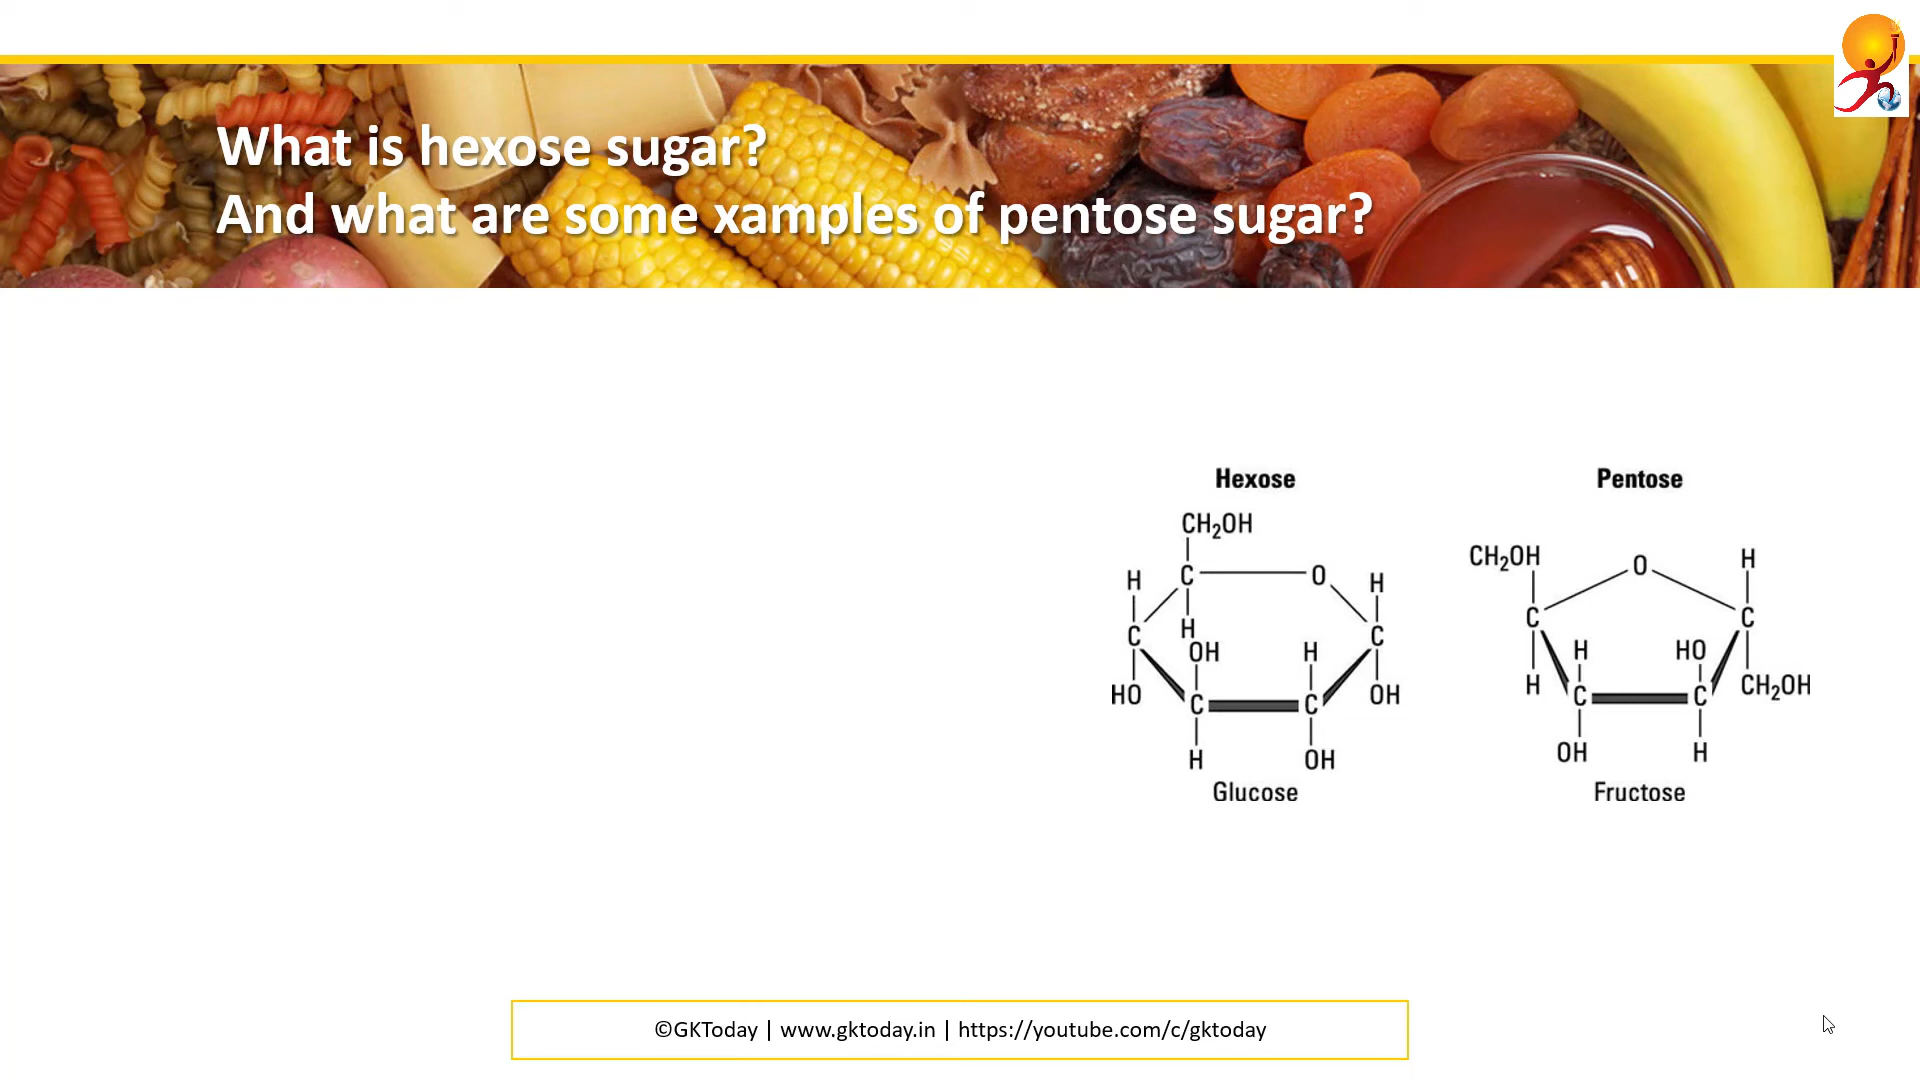 What is hexose sugar?
And what are some xamples of pentose sugar?
Hexose
Pentose
CH₂OH
H
C
O
H
C
H
C
OH
H
HO
C
C
OH
H
OH
Glucose
CH₂OH
O
H
C
C
H
HO
H
C
C
CH₂OH
OH
H
Fructose
©GKToday | www.gktoday.in | https://youtube.com/c/gktoday